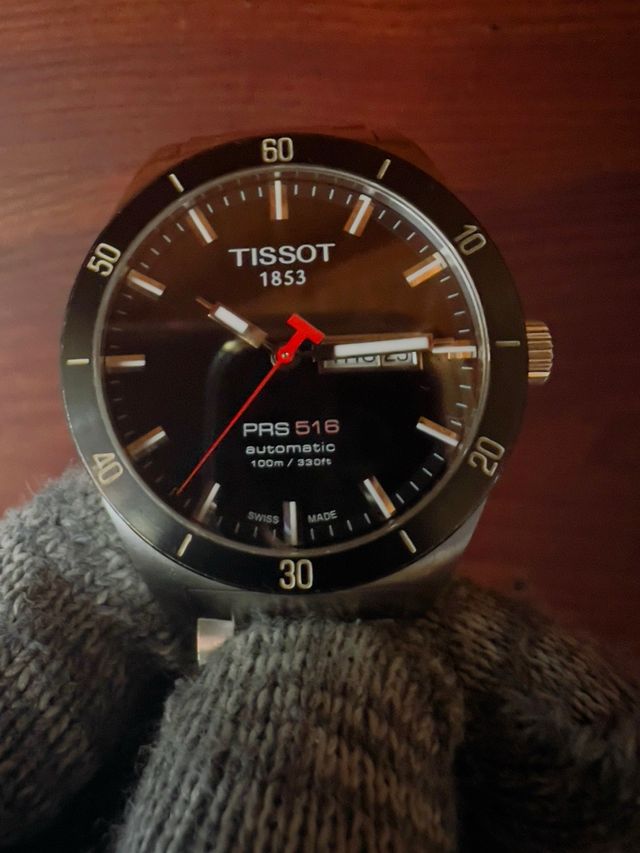 60
10
50
TISSOT
1853
PRS 516
automatic
100m / 330ft
40
20
SWISS MADE
30